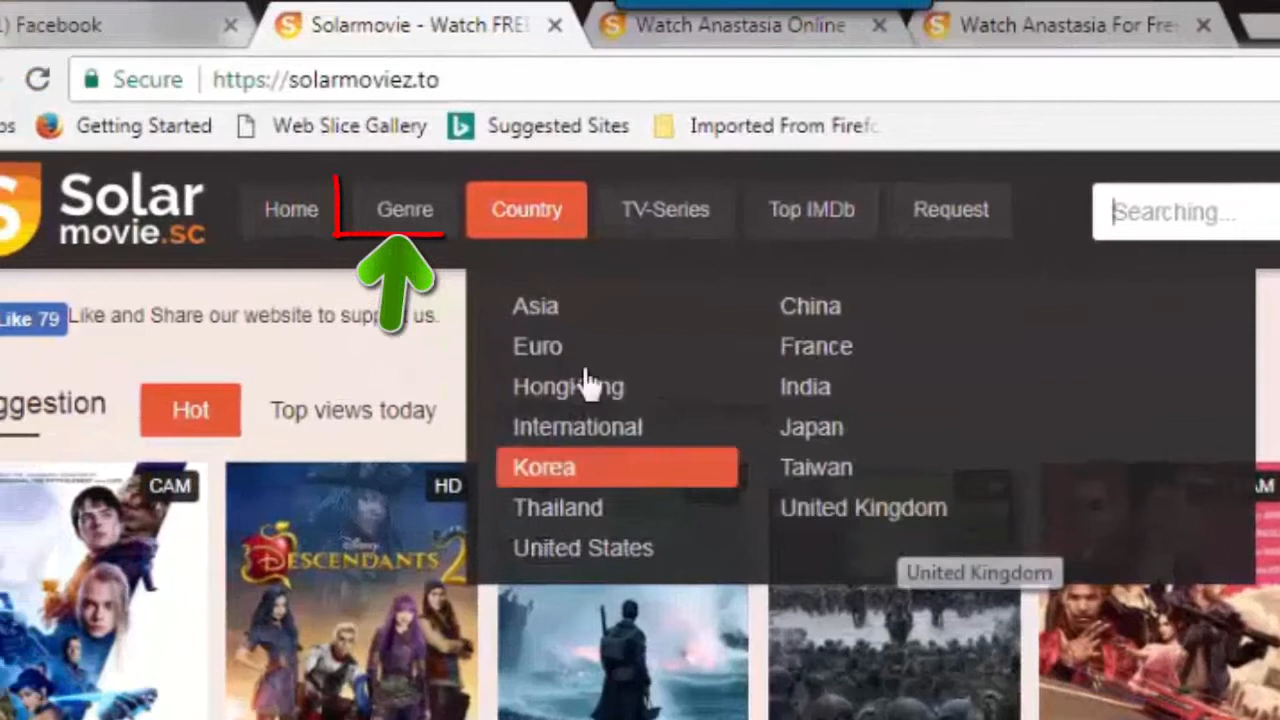 ) Facebook
Solarmovie - Watch FRE
Watch Anastasia Online
Watch Anastasia For Fre
Secure
https://solarmoviez.to
Getting Started
Web Slice Gallery
Suggested Sites
Imported From Firef
Solar
movie.sc
Home
Genre
Country
TV-Series
Top IMDb
Request
Searching...
Like 79
Like and Share our website to us.
ggestion
Hot
Top views today
Asia
Euro
International
Korea
Thailand
United States
China
France
India
Japan
Taiwan
United Kingdom
United Kingdom
CAM
HD
Disney
DESCENDANTS 2